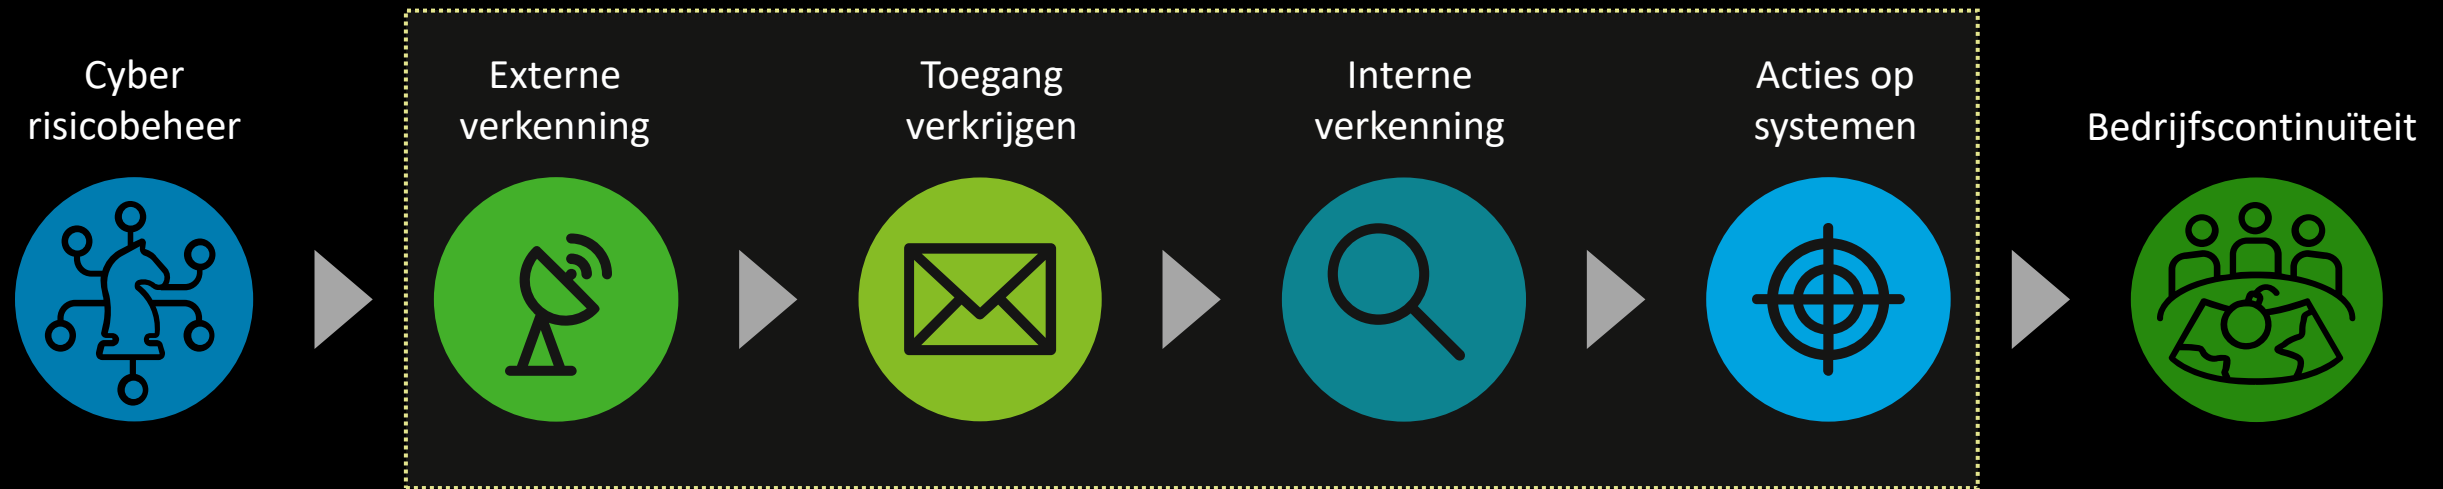 Cyber
risicobeheer
Externe
verkenning
Toegang
verkrijgen
Interne
verkenning
Acties op
systemen
Bedrijfscontinuïteit